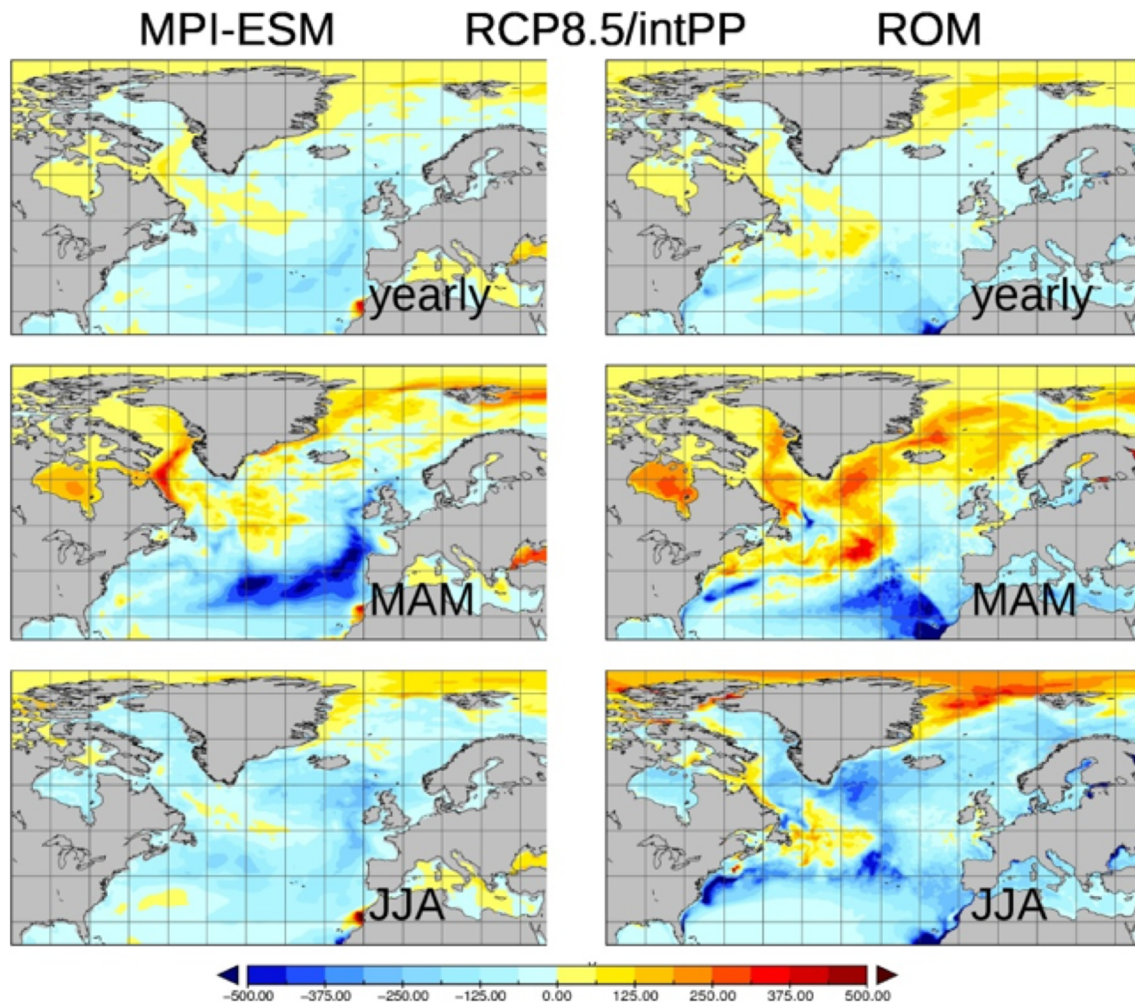 MPI-ESM RCP8.5/intPP ROM
yearly yearly
MAM MAM
JJA JJA
-500.00 -375.00 -250.00 -125.00 0.00 125.00 250.00 375.00 500.00